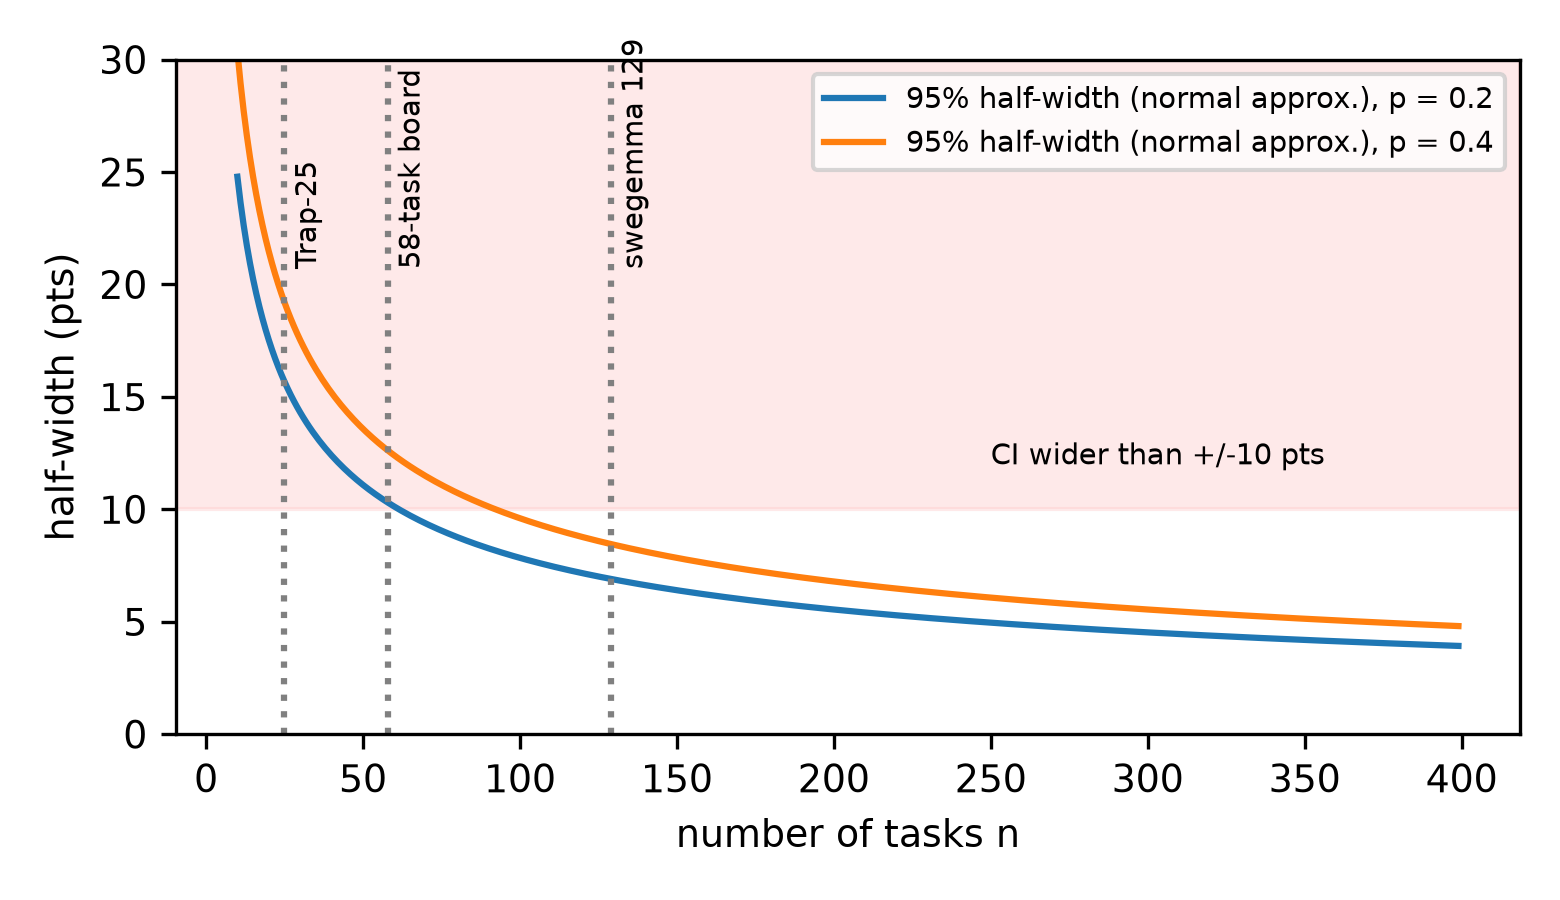 95% half-width (normal approx.), p = 0.2
95% half-width (normal approx.), p = 0.4
Trap-25
58-task board
swegemma 129
CI wider than +/-10 pts
half-width (pts)
30
25
20
15
10
5
0
0 50 100 150 200 250 300 350 400
number of tasks n